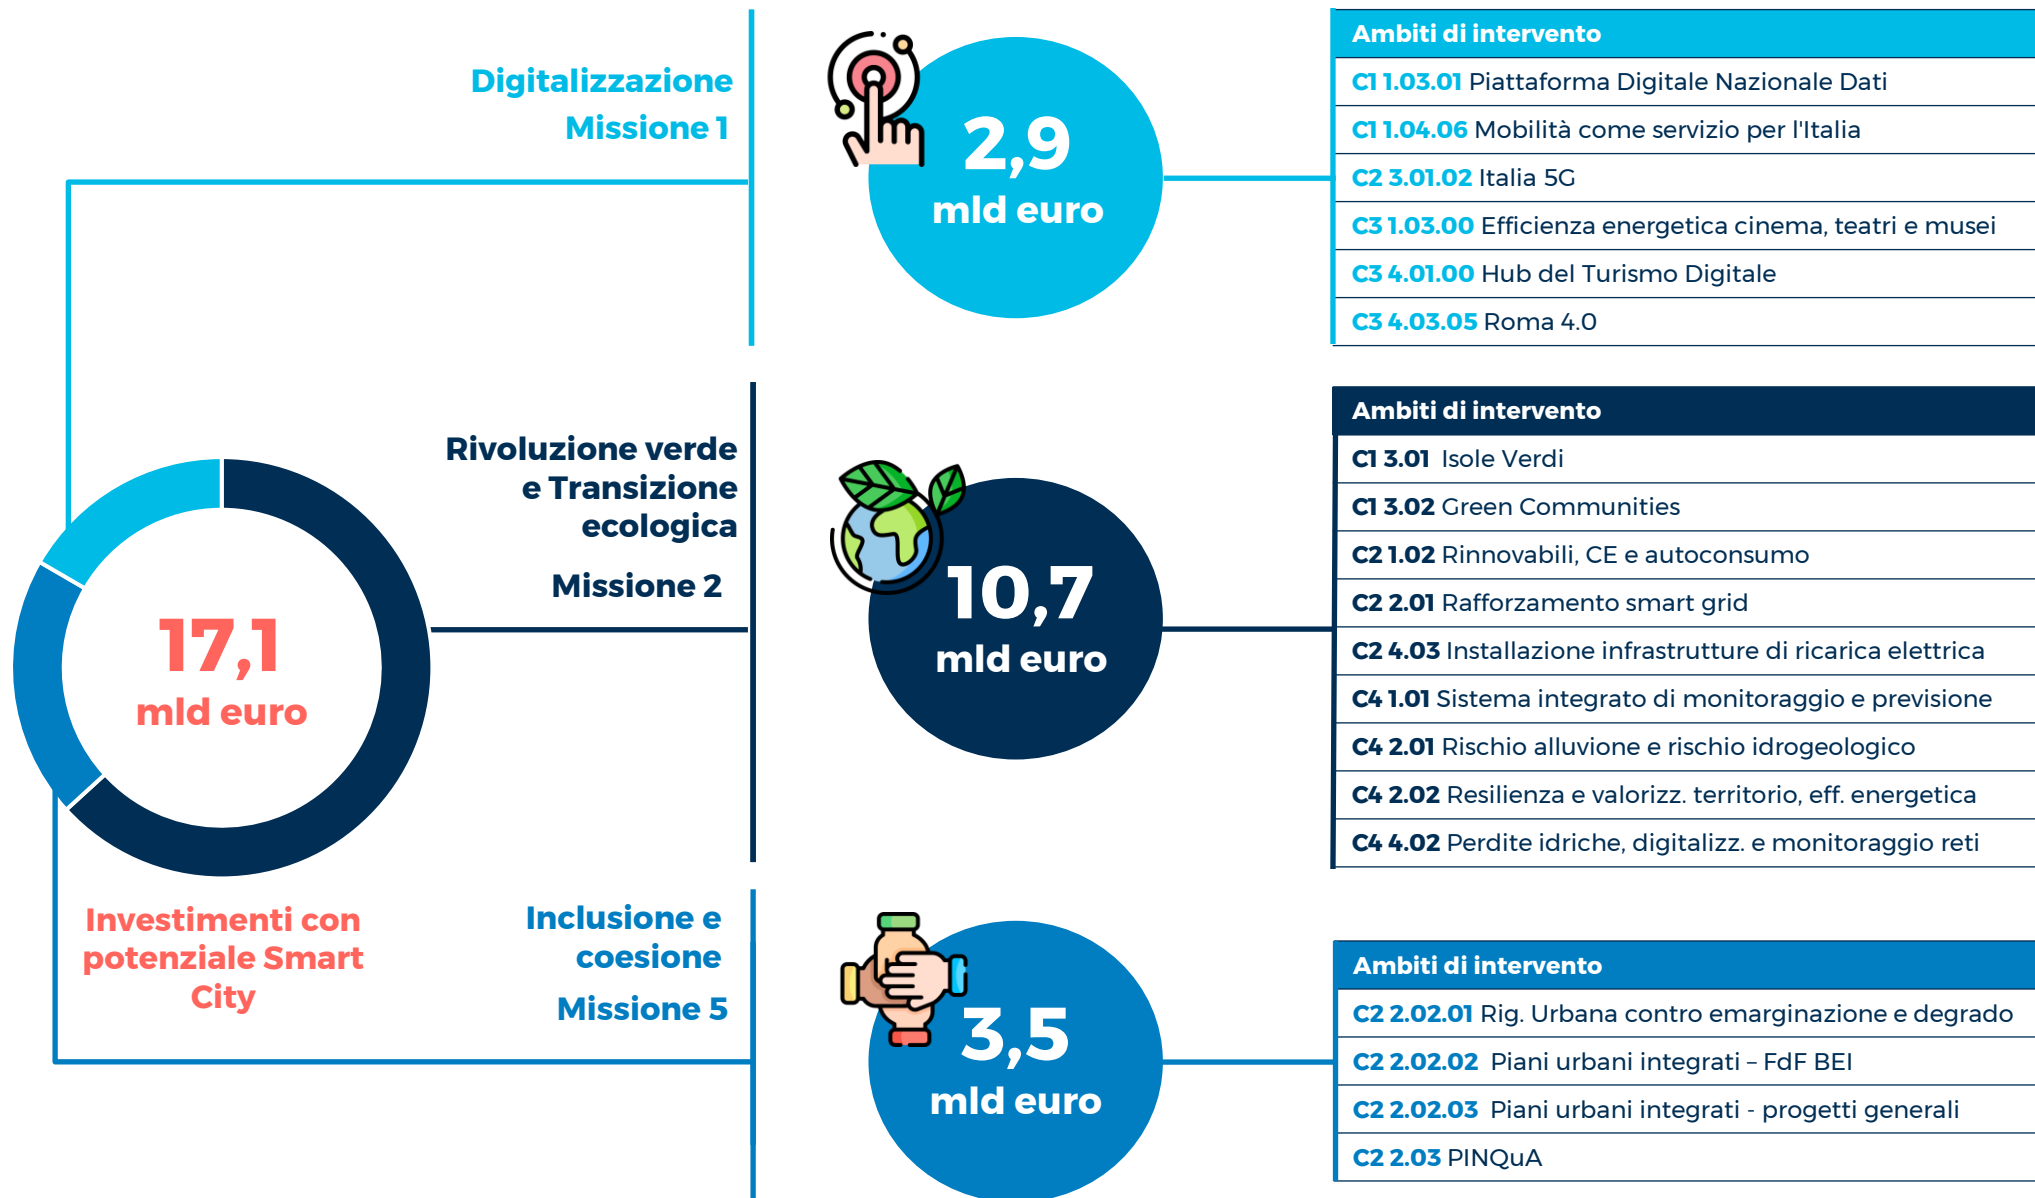 Digitalizzazione
Missione 1
2,9
mld euro
Ambiti di intervento
C1 1.03.01 Piattaforma Digitale Nazionale Dati
C1 1.04.06 Mobilità come servizio per l'Italia
C2 3.01.02 Italia 5G
C3 1.03.00 Efficienza energetica cinema, teatri e musei
C3 4.01.00 Hub del Turismo Digitale
C3 4.03.05 Roma 4.0
17,1
mld euro
Investimenti con
potenziale Smart
City
Rivoluzione verde
e Transizione
ecologica
Missione 2
10,7
mld euro
Ambiti di intervento
C1 3.01 Isole Verdi
C1 3.02 Green Communities
C2 1.02 Rinnovabili, CE e autoconsumo
C2 2.01 Rafforzamento smart grid
C2 4.03 Installazione infrastrutture di ricarica elettrica
C4 1.01 Sistema integrato di monitoraggio e previsione
C4 2.01 Rischio alluvione e rischio idrogeologico
C4 2.02 Resilienza e valorizz. territorio, eff. energetica
C4 4.02 Perdite idriche, digitalizz. e monitoraggio reti
Inclusione e
coesione
Missione 5
3,5
mld euro
Ambiti di intervento
C2 2.02.01 Rig. Urbana contro emarginazione e degrado
C2 2.02.02 Piani urbani integrati – FdF BEI
C2 2.02.03 Piani urbani integrati - progetti generali
C2 2.03 PINQuA